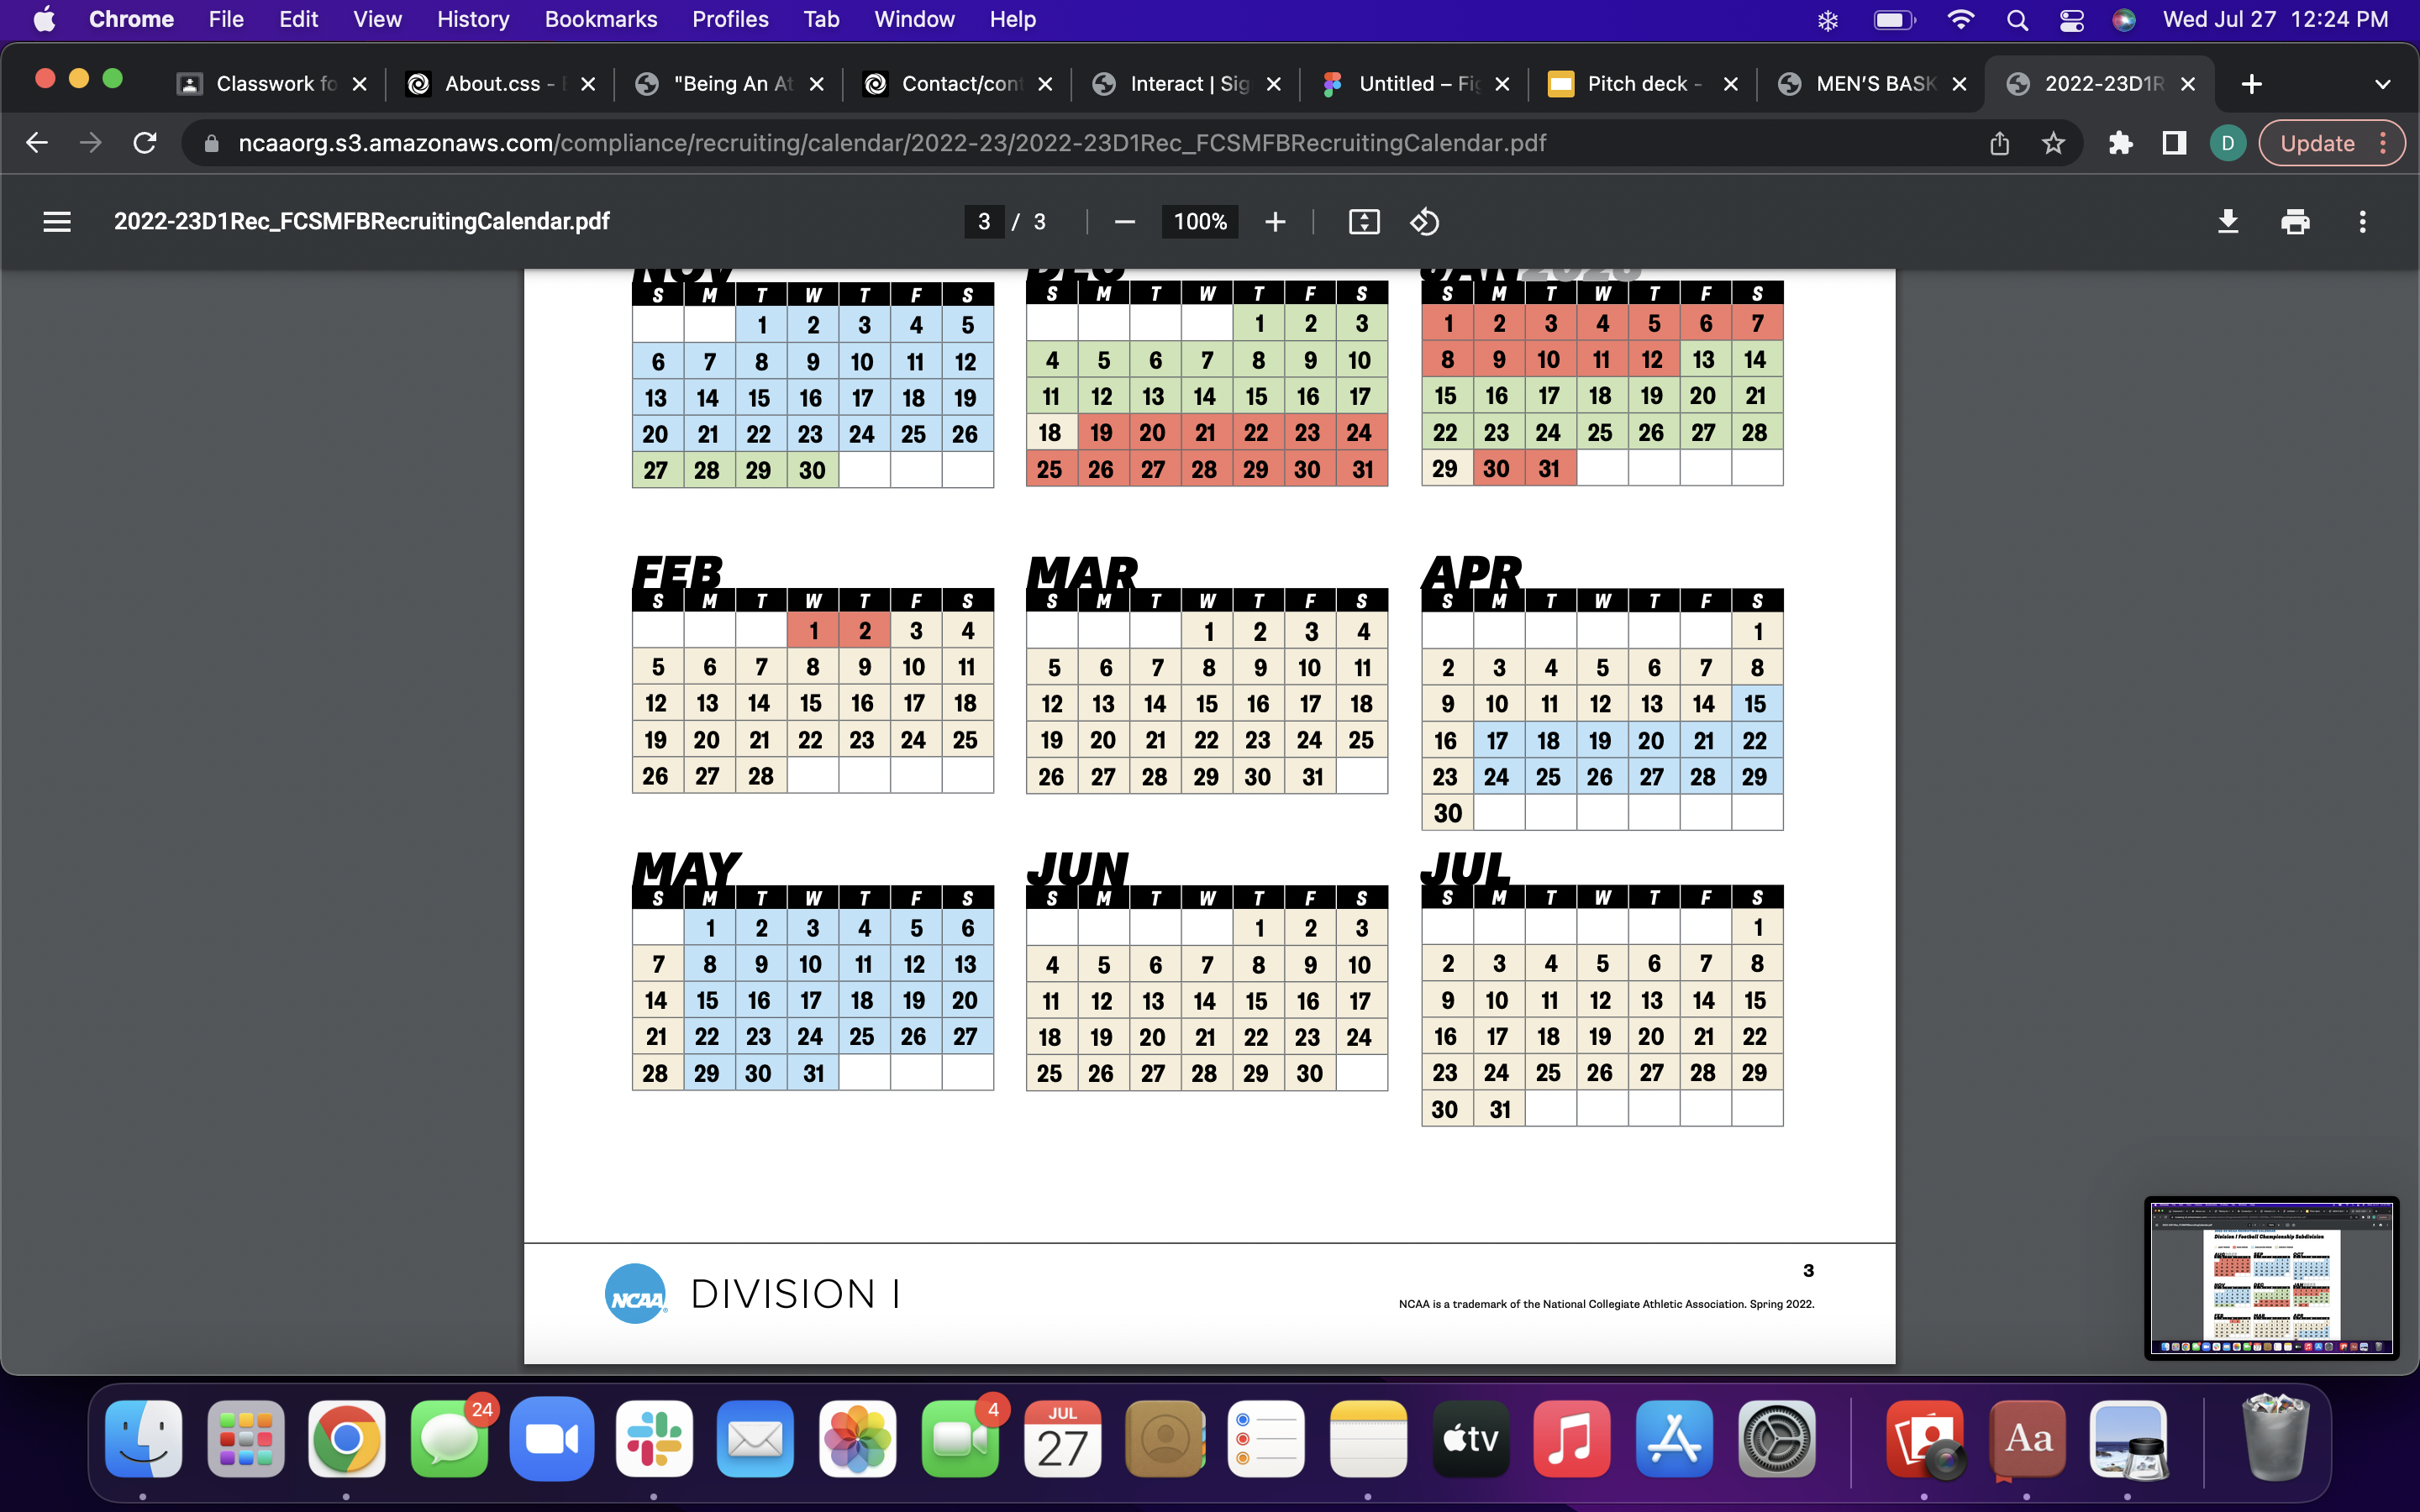 Chrome File Edit View History Bookmarks Profiles Tab Window Help Wed Jul 27 12:24 PM
Classwork fo About.css - "Being An At Contact/con Interact | Sig Untitled – Fig Pitch deck - MEN'S BASK 2022-23D1R
ncaaorg.s3.amazonaws.com/compliance/recruiting/calendar/2022-23/2022-23D1Rec_FCSMFBRecruitingCalendar.pdf D Update
2022-23D1Rec_FCSMFBRecruitingCalendar.pdf 3 / 3 100%
NOV
S M T W T F S
1 2 3 4 5
6 7 8 9 10 11 12
13 14 15 16 17 18 19
20 21 22 23 24 25 26
27 28 29 30
DEC
S M T W T F S
1 2 3
4 5 6 7 8 9 10
11 12 13 14 15 16 17
18 19 20 21 22 23 24
25 26 27 28 29 30 31
JAN 2023
S M T W T F S
1 2 3 4 5 6 7
8 9 10 11 12 13 14
15 16 17 18 19 20 21
22 23 24 25 26 27 28
29 30 31
FEB
S M T W T F S
1 2 3 4
5 6 7 8 9 10 11
12 13 14 15 16 17 18
19 20 21 22 23 24 25
26 27 28
MAR
S M T W T F S
1 2 3 4
5 6 7 8 9 10 11
12 13 14 15 16 17 18
19 20 21 22 23 24 25
26 27 28 29 30 31
APR
S M T W T F S
1
2 3 4 5 6 7 8
9 10 11 12 13 14 15
16 17 18 19 20 21 22
23 24 25 26 27 28 29
30
MAY
S M T W T F S
1 2 3 4 5 6
7 8 9 10 11 12 13
14 15 16 17 18 19 20
21 22 23 24 25 26 27
28 29 30 31
JUN
S M T W T F S
1 2 3
4 5 6 7 8 9 10
11 12 13 14 15 16 17
18 19 20 21 22 23 24
25 26 27 28 29 30
JUL
S M T W T F S
1
2 3 4 5 6 7 8
9 10 11 12 13 14 15
16 17 18 19 20 21 22
23 24 25 26 27 28 29
30 31
Division I Football Championship Subdivision
NCAA DIVISION I
3
NCAA is a trademark of the National Collegiate Athletic Association. Spring 2022.
24 4 JUL 27 tv Aa